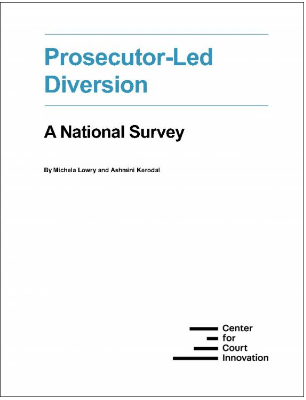 Prosecutor-Led
Diversion
A National Survey
By Michela Lowry and Ashmini Kerodal
Center
for
Court
Innovation